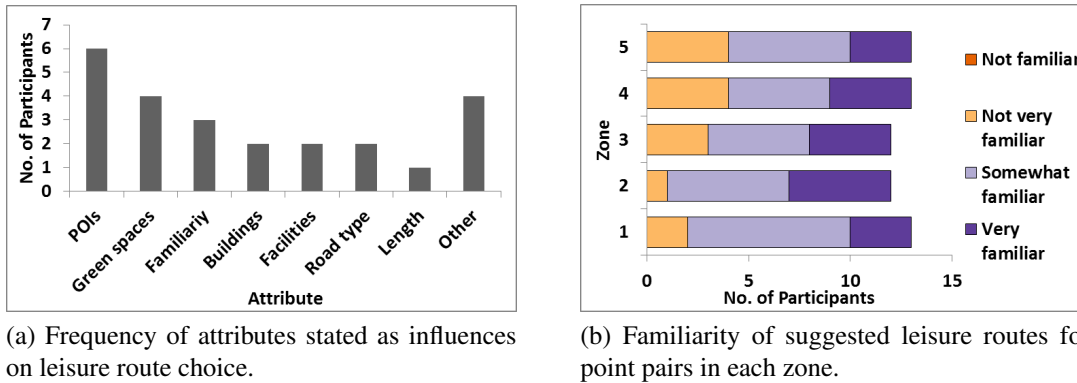 7
6
5
4
3
2
1
0
No. of Participants
POIs
Green spaces
Familiariy
Buildings
Facilities
Road type
Length
Other
Attribute
(a) Frequency of attributes stated as influences
on leisure route choice.
5
4
3
2
1
Zone
0 5 10 15
No. of Participants
Not familiar
Not very
familiar
Somewhat
familiar
Very
familiar
(b) Familiarity of suggested leisure routes fo
point pairs in each zone.